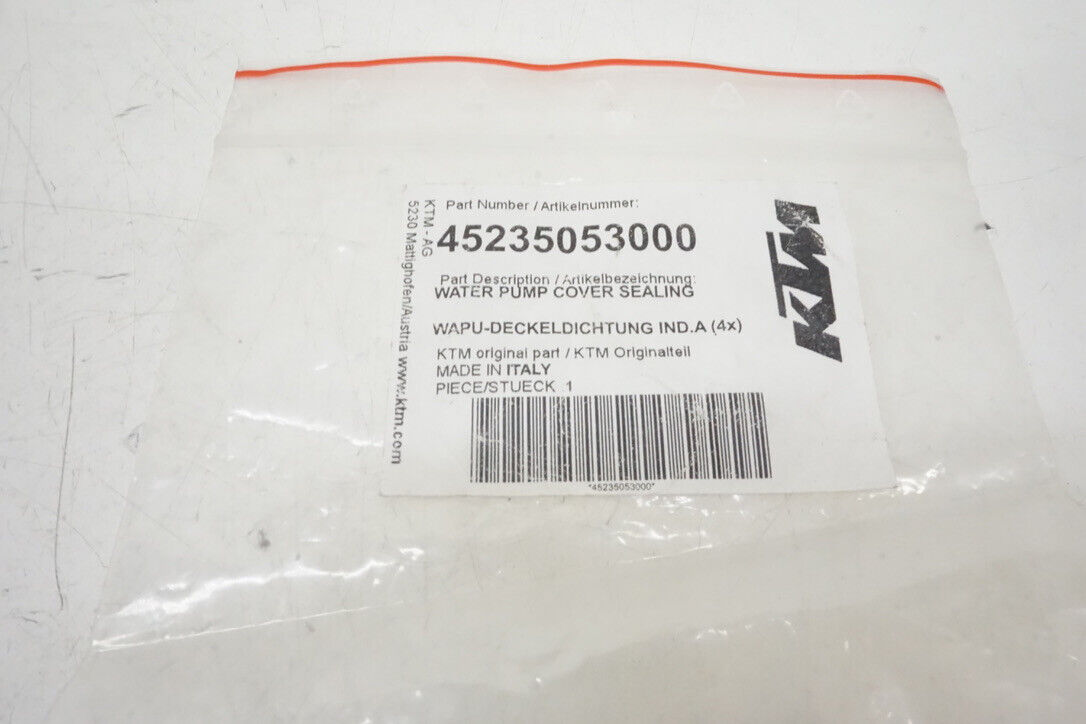 Part Number / Artikelnummer:
45235053000
Part Description / Artikelbezeichnung:
WATER PUMP COVER SEALING
WAPU-DECKELDICHTUNG IND.A (4x)
KTM original part / KTM Originalteil
MADE IN ITALY
PIECE/STUECK 1
*45235053000*
KTM - AG
5230 Mattighofen/Austria www.ktm.com
KTM